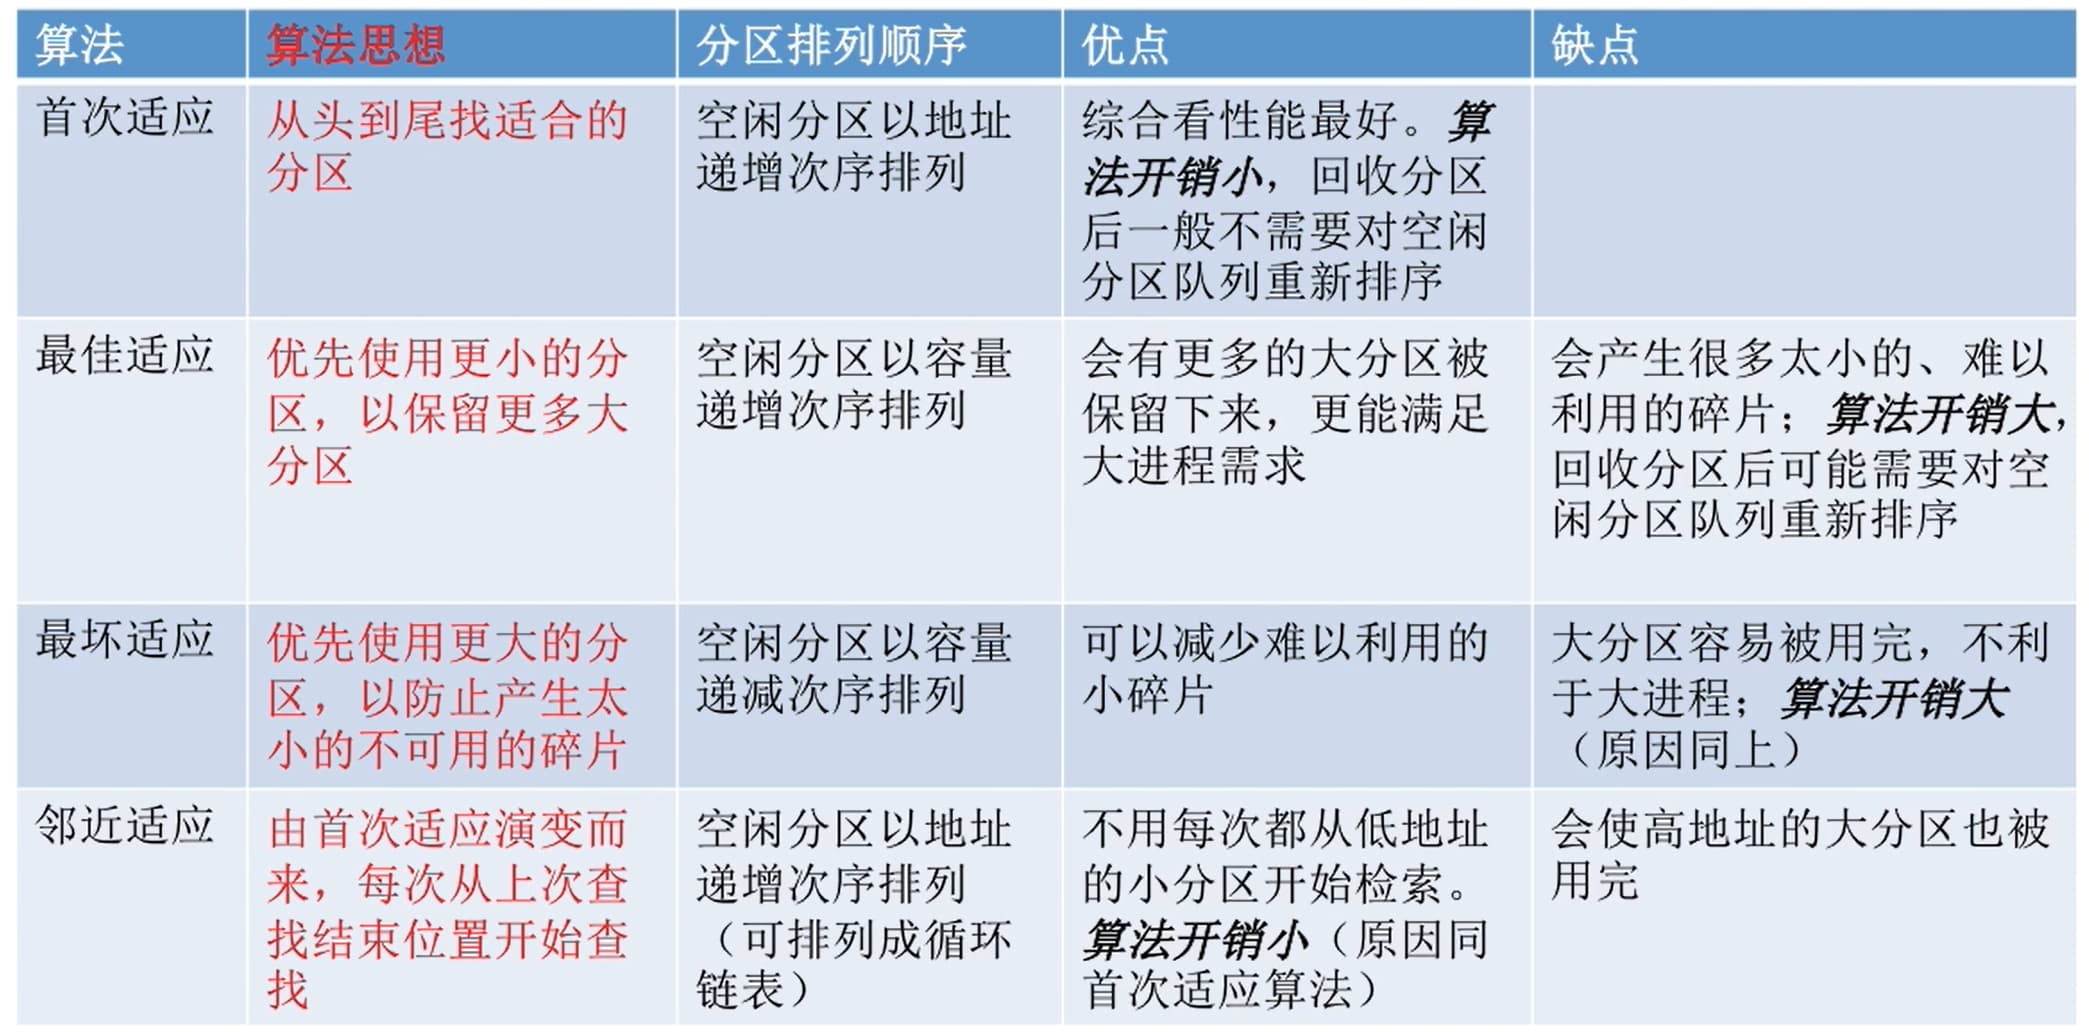 算法
算法思想
分区排列顺序
优点
缺点
首次适应
从头到尾找适合的
分区
空闲分区以地址
递增次序排列
综合看性能最好。算
法开销小，回收分区
后一般不需要对空闲
分区队列重新排序
最佳适应
优先使用更小的分
区，以保留更多大
分区
空闲分区以容量
递增次序排列
会有更多的大分区被
保留下来，更能满足
大进程需求
会产生很多太小的、难以
利用的碎片；算法开销大，
回收分区后可能需要对空
闲分区队列重新排序
最坏适应
优先使用更大的分
区，以防止产生太
小的不可用的碎片
空闲分区以容量
递减次序排列
可以减少难以利用的
小碎片
大分区容易被用完，不利
于大进程；算法开销大
（原因同上）
邻近适应
由首次适应演变而
来，每次从上次查
找结束位置开始查
找
空闲分区以地址
递增次序排列
（可排列成循环
链表）
不用每次都从低地址
的小分区开始检索。
算法开销小（原因同
首次适应算法）
会使高地址的大分区也被
用完